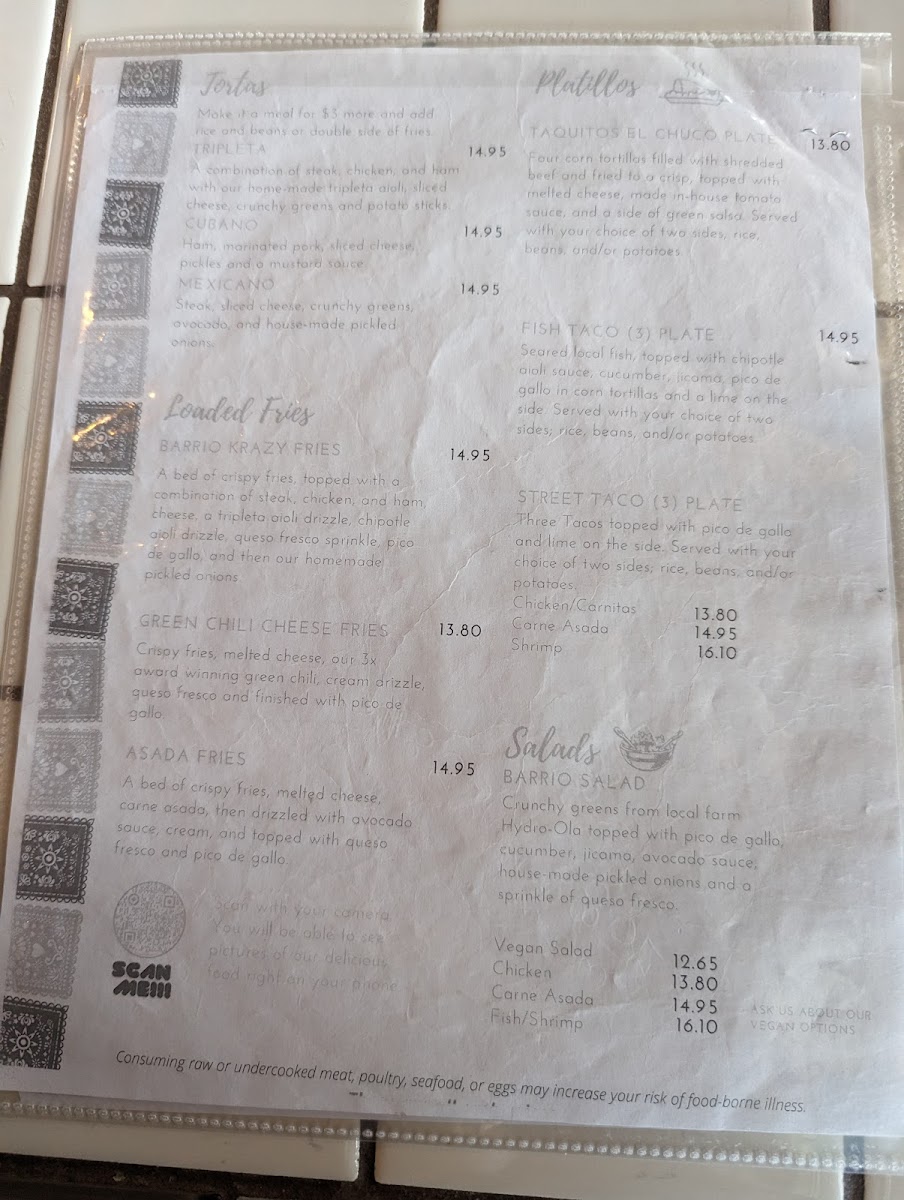 Tortas
Make it a meal for $3 more and add
rice and beans or double side of fries.
TRIPLETA 14.95
A combination of steak, chicken, and ham
with our home-made tripleta aioli, sliced
cheese, crunchy greens and potato sticks.
CUBANO 14.95
Ham, marinated pork, sliced cheese,
pickles and a mustard sauce.
MEXICANO 14.95
Steak, sliced cheese, crunchy greens,
avocado, and house-made pickled
onions.
Loaded Fries
BARRIO KRAZY FRIES 14.95
A bed of crispy fries, topped with a
combination of steak, chicken, and ham,
cheese, a tripleta aioli drizzle, chipotle
aioli drizzle, queso fresco sprinkle, pico
de gallo, and then our homemade
pickled onions.
GREEN CHILI CHEESE FRIES 13.80
Crispy fries, melted cheese, our 3x
award winning green chili, cream drizzle,
queso fresco and finished with pico de
gallo.
ASADA FRIES 14.95
A bed of crispy fries, melted cheese,
carne asada, then drizzled with avocado
sauce, cream, and topped with queso
fresco and pico de gallo.
SCAN
ME!!!
Scan with your camera.
You will be able to see
pictures of our delicious
food right on your phone.
Platillos
TAQUITOS EL CHUCO PLATE 13.80
Four corn tortillas filled with shredded
beef and fried to a crisp, topped with
melted cheese, made in-house tomato
sauce, and a side of green salsa. Served
with your choice of two sides, rice,
beans, and/or potatoes.
FISH TACO (3) PLATE 14.95
Seared local fish, topped with chipotle
aioli sauce, cucumber, jicama, pico de
gallo in corn tortillas and a lime on the
side. Served with your choice of two
sides; rice, beans, and/or potatoes.
STREET TACO (3) PLATE
Three Tacos topped with pico de gallo
and lime on the side. Served with your
choice of two sides; rice, beans, and/or
potatoes.
Chicken/Carnitas 13.80
Carne Asada 14.95
Shrimp 16.10
Salads
BARRIO SALAD
Crunchy greens from local farm
Hydro-Ola topped with pico de gallo,
cucumber, jicama, avocado sauce,
house-made pickled onions and a
sprinkle of queso fresco.
Vegan Salad 12.65
Chicken 13.80
Carne Asada 14.95
Fish/Shrimp 16.10
ASK US ABOUT OUR
VEGAN OPTIONS
Consuming raw or undercooked meat, poultry, seafood, or eggs may increase your risk of food-borne illness.